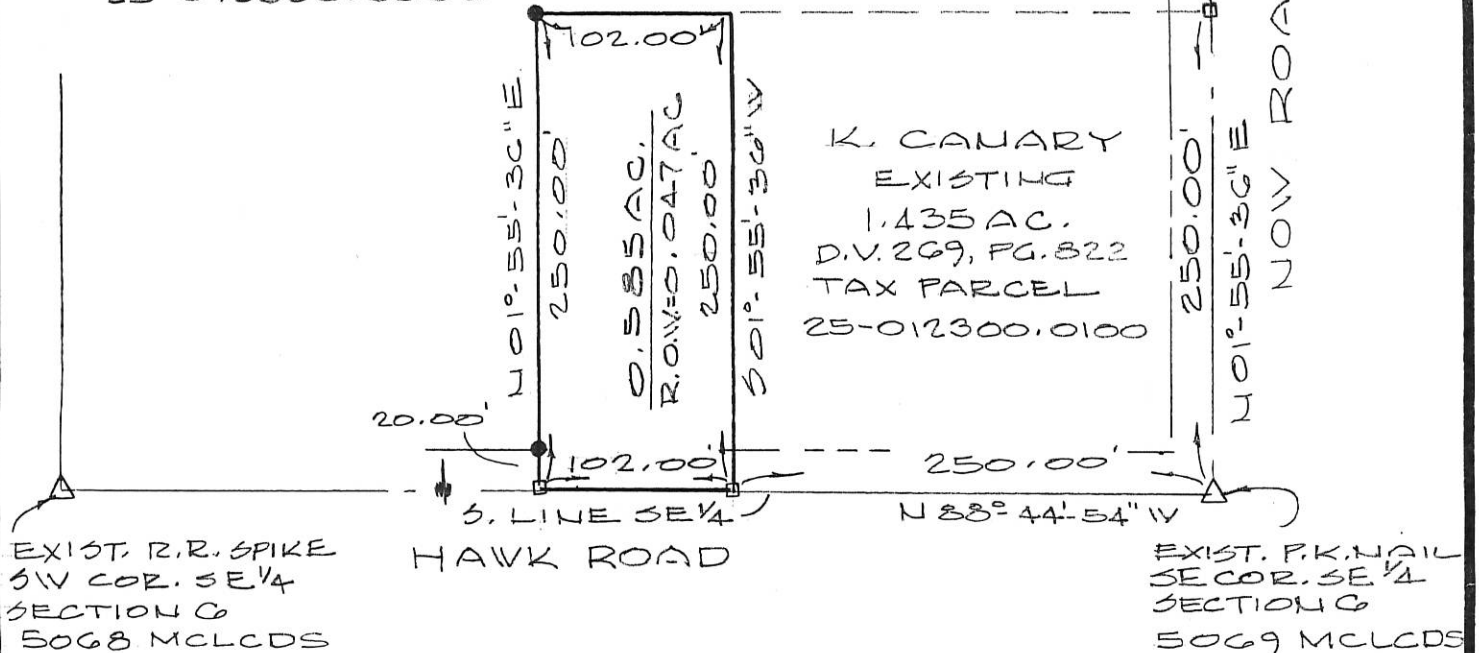 102.00'
N 01°-55'-36" E
250.00'
0.585 AC.
R.O.W=0.047 AC
250.00'
S 01°-55'-36" W
K. CANARY
EXISTING
1.435 AC.
D.V. 269, PG. 822
TAX PARCEL
25-012300.0100
250.00'
N 01°-55'-36" E
NOW ROA
20.00'
102.00'
250.00'
S. LINE SE 1/4
N 88°-44'-54" W
HAWK ROAD
EXIST. R.R. SPIKE
SW COR. SE 1/4
SECTION 6
5068 MCLCDS
EXIST. P.K. NAIL
SE COR. SE 1/4
SECTION 6
5069 MCLCDS